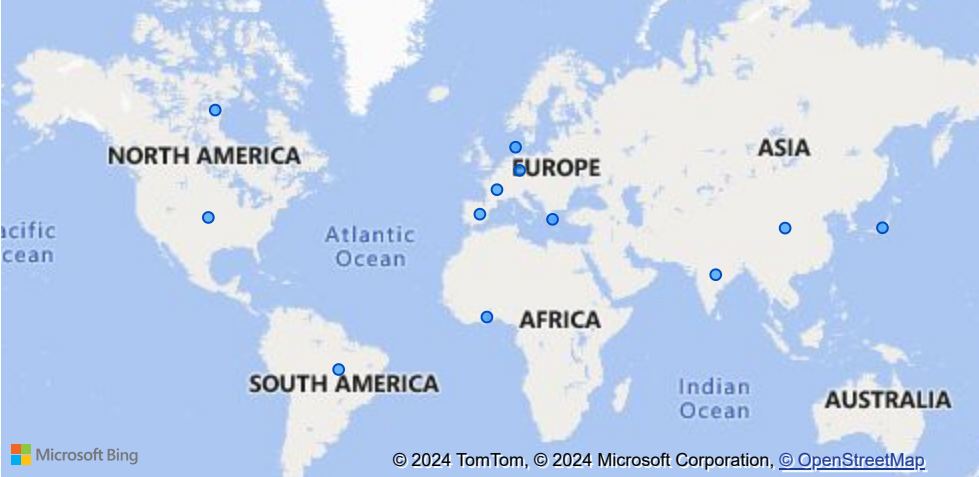 NORTH AMERICA
EUROPE
ASIA
acific
cean
Atlantic
Ocean
AFRICA
SOUTH AMERICA
Indian
Ocean
AUSTRALIA
Microsoft Bing
© 2024 TomTom, © 2024 Microsoft Corporation, © OpenStreetMap